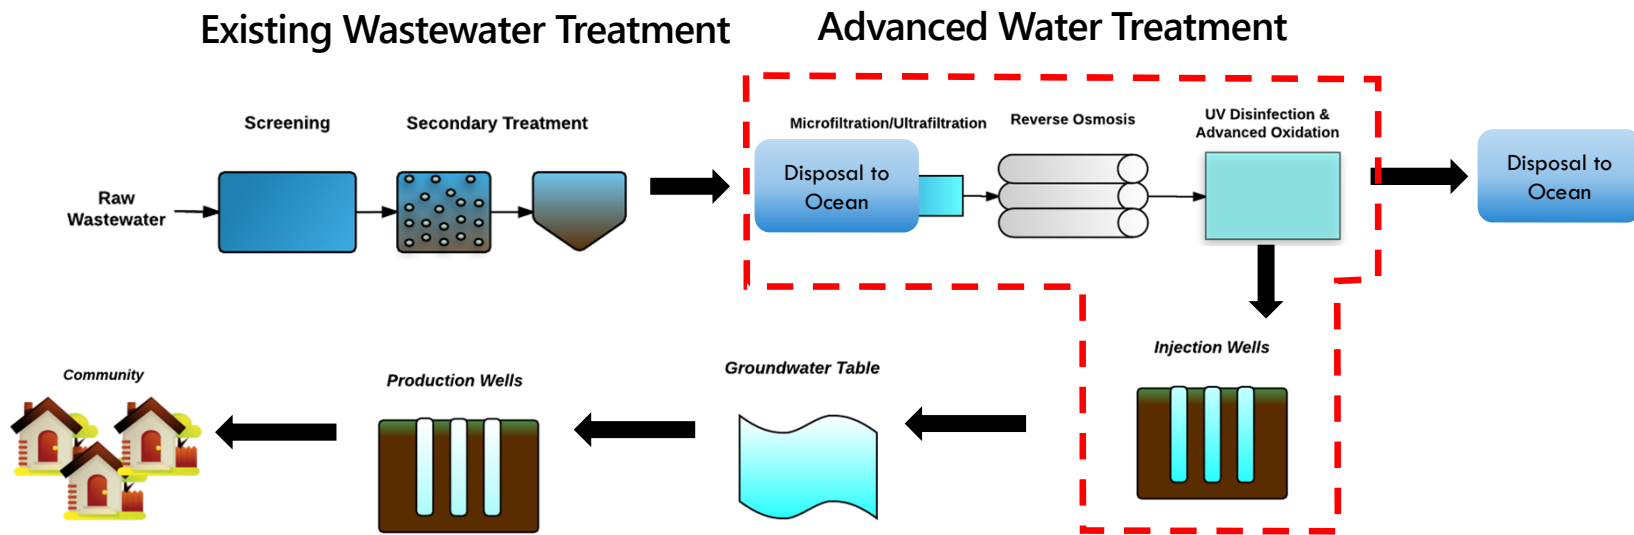 Existing Wastewater Treatment
Advanced Water Treatment
Screening
Secondary Treatment
Microfiltration/Ultrafiltration
Reverse Osmosis
UV Disinfection &
Advanced Oxidation
Raw
Wastewater
Disposal to
Ocean
Disposal to
Ocean
Injection Wells
Groundwater Table
Production Wells
Community